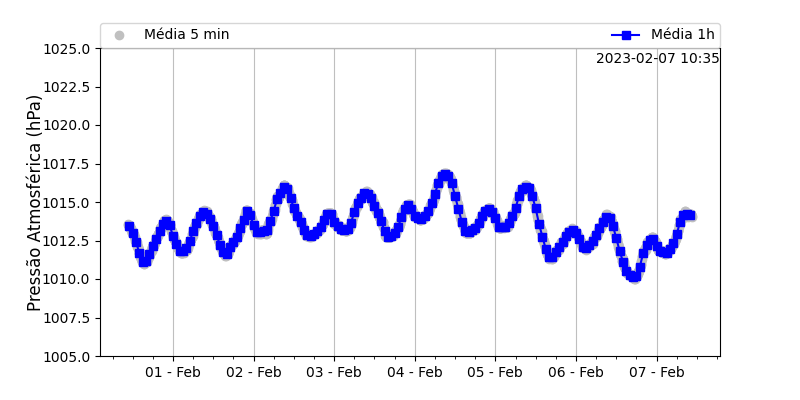 Média 5 min
Média 1h
2023-02-07 10:35
Pressão Atmosférica (hPa)
1025.0
1022.5
1020.0
1017.5
1015.0
1012.5
1010.0
1007.5
1005.0
01 - Feb
02 - Feb
03 - Feb
04 - Feb
05 - Feb
06 - Feb
07 - Feb